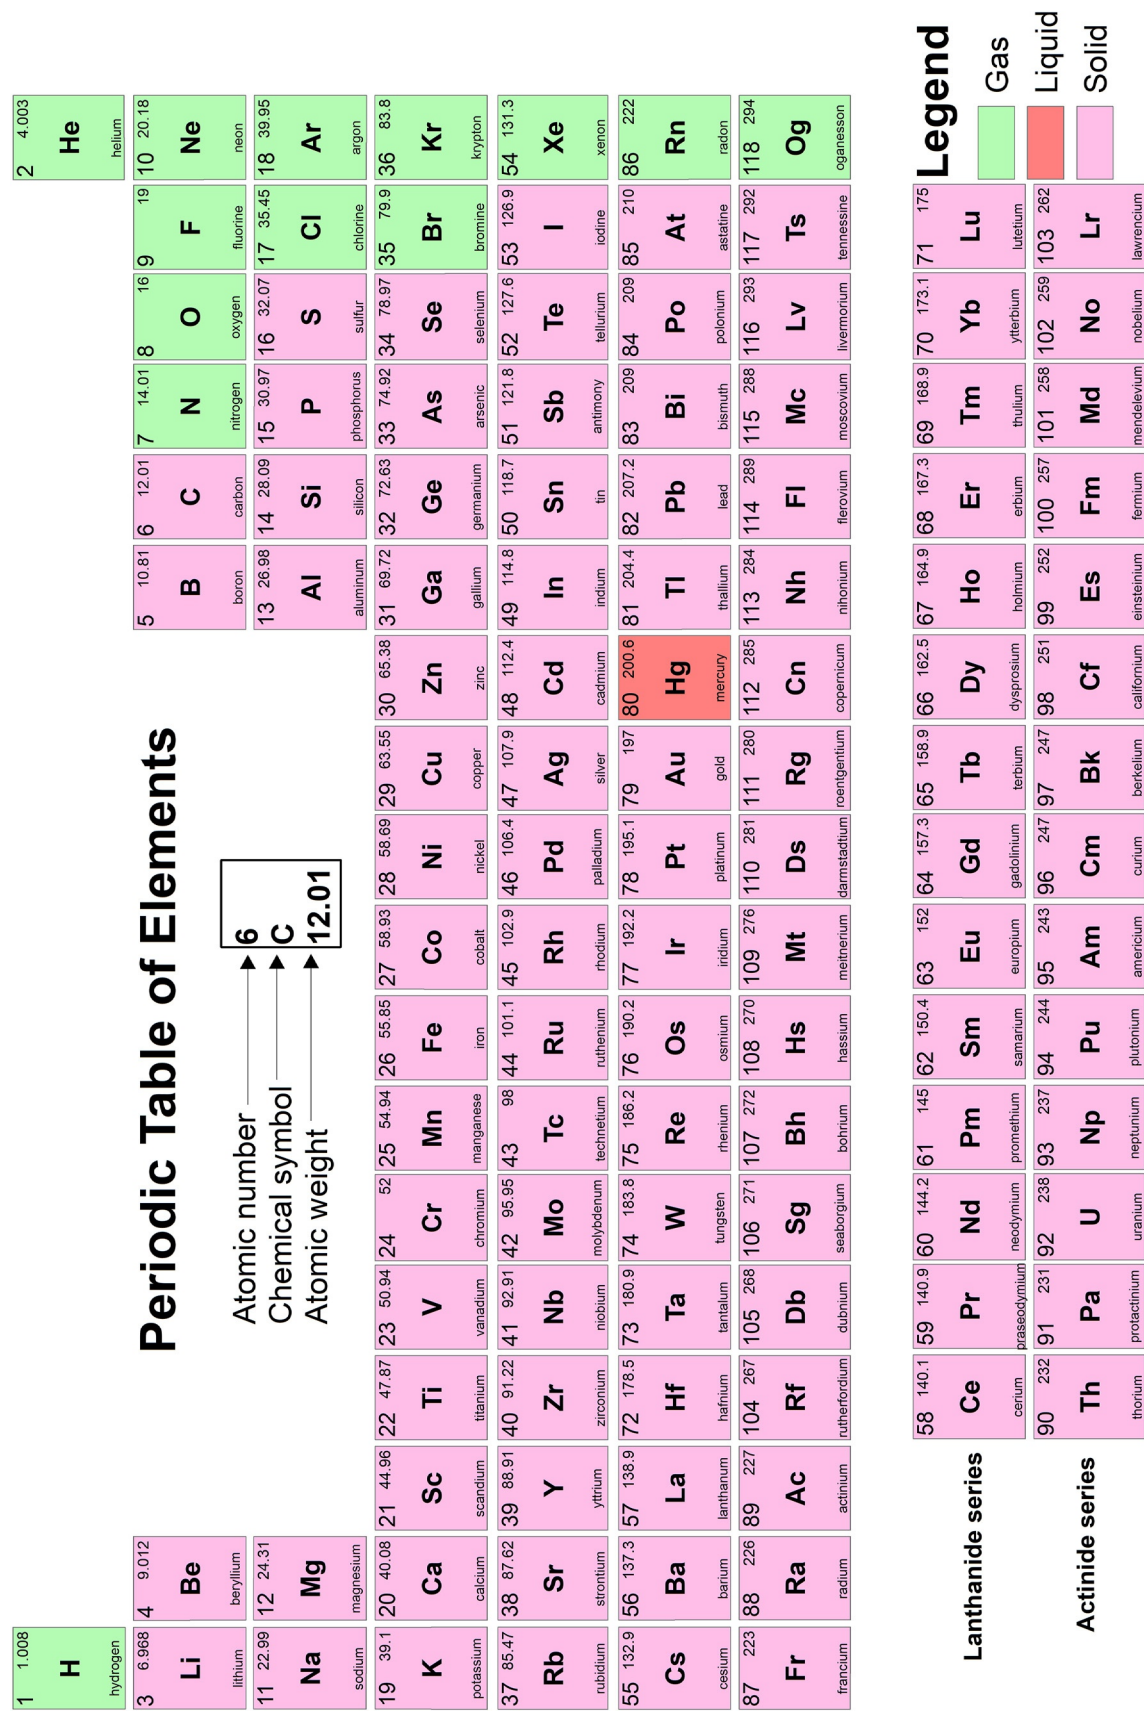 Periodic Table of Elements
Atomic number
Chemical symbol
Atomic weight
6
C
12.01
1 1.008
H
hydrogen
2 4.003
He
helium
3 6.968
Li
lithium
4 9.012
Be
beryllium
5 10.81
B
boron
6 12.01
C
carbon
7 14.01
N
nitrogen
8 16
O
oxygen
9 19
F
fluorine
10 20.18
Ne
neon
11 22.99
Na
sodium
12 24.31
Mg
magnesium
13 26.98
Al
aluminum
14 28.09
Si
silicon
15 30.97
P
phosphorus
16 32.07
S
sulfur
17 35.45
Cl
chlorine
18 39.95
Ar
argon
19 39.1
K
potassium
20 40.08
Ca
calcium
21 44.96
Sc
scandium
22 47.87
Ti
titanium
23 50.94
V
vanadium
24 52
Cr
chromium
25 54.94
Mn
manganese
26 55.85
Fe
iron
27 58.93
Co
cobalt
28 58.69
Ni
nickel
29 63.55
Cu
copper
30 65.38
Zn
zinc
31 69.72
Ga
gallium
32 72.63
Ge
germanium
33 74.92
As
arsenic
34 78.97
Se
selenium
35 79.9
Br
bromine
36 83.8
Kr
krypton
37 85.47
Rb
rubidium
38 87.62
Sr
strontium
39 88.91
Y
yttrium
40 91.22
Zr
zirconium
41 92.91
Nb
niobium
42 95.95
Mo
molybdenum
43 98
Tc
technetium
44 101.1
Ru
ruthenium
45 102.9
Rh
rhodium
46 106.4
Pd
palladium
47 107.9
Ag
silver
48 112.4
Cd
cadmium
49 114.8
In
indium
50 118.7
Sn
tin
51 121.8
Sb
antimony
52 127.6
Te
tellurium
53 126.9
I
iodine
54 131.3
Xe
xenon
55 132.9
Cs
cesium
56 137.3
Ba
barium
57 138.9
La
lanthanum
72 178.5
Hf
hafnium
73 180.9
Ta
tantalum
74 183.8
W
tungsten
75 186.2
Re
rhenium
76 190.2
Os
osmium
77 192.2
Ir
iridium
78 195.1
Pt
platinum
79 197
Au
gold
80 200.6
Hg
mercury
81 204.4
Tl
thallium
82 207.2
Pb
lead
83 209
Bi
bismuth
84 209
Po
polonium
85 210
At
astatine
86 222
Rn
radon
87 223
Fr
francium
88 226
Ra
radium
89 227
Ac
actinium
104 267
Rf
rutherfordium
105 268
Db
dubnium
106 271
Sg
seaborgium
107 272
Bh
bohrium
108 270
Hs
hassium
109 276
Mt
meitnerium
110 281
Ds
darmstadtium
111 280
Rg
roentgentium
112 285
Cn
copernicum
113 284
Nh
nihonium
114 289
Fl
flerovium
115 288
Mc
moscovium
116 293
Lv
livermorium
117 292
Ts
tennessine
118 294
Og
oganesson
Lanthanide series
58 140.1
Ce
cerium
59 140.9
Pr
praseodymium
60 144.2
Nd
neodymium
61 145
Pm
promethium
62 150.4
Sm
samarium
63 152
Eu
europium
64 157.3
Gd
gadolinium
65 158.9
Tb
terbium
66 162.5
Dy
dysprosium
67 164.9
Ho
holmium
68 167.3
Er
erbium
69 168.9
Tm
thulium
70 173.1
Yb
ytterbium
71 175
Lu
lutetium
Actinide series
90 232
Th
thorium
91 231
Pa
protactinium
92 238
U
uranium
93 237
Np
neptunium
94 244
Pu
plutonium
95 243
Am
americium
96 247
Cm
curium
97 247
Bk
berkelium
98 251
Cf
californium
99 252
Es
einsteinium
100 257
Fm
fermium
101 258
Md
mendelevium
102 259
No
nobelium
103 262
Lr
lawrencium
Legend
Gas
Liquid
Solid